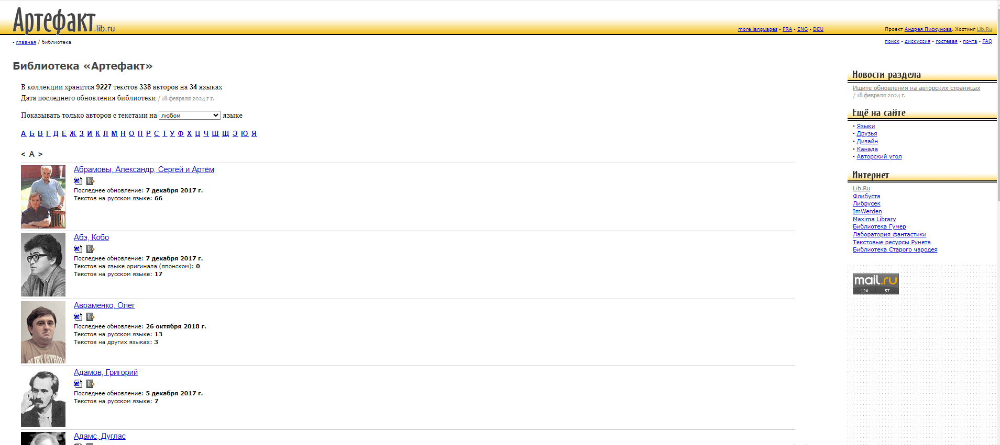 Артефакт.lib.ru
more languages • FRA • ENG • DEU
Проект Андрея Пискунова. Хостинг Lib.Ru
• главная / библиотека
поиск • дискуссия • гостевая • почта • FAQ
Библиотека «Артефакт»
В коллекции хранится 9227 текстов 338 авторов на 34 языках
Дата последнего обновления библиотеки / 18 февраля 2024 г г.
Показывать только авторов с текстами на любом языке
А Б В Г Д Е Ж З И К Л М Н О П Р С Т У Ф Х Ц Ч Ш Щ Э Ю Я
< А >
Абрамовы, Александр, Сергей и Артём
Последнее обновление: 7 декабря 2017 г.
Текстов на русском языке: 66
Абэ, Кобо
Последнее обновление: 7 декабря 2017 г.
Текстов на языке оригинала (японском): 0
Текстов на русском языке: 17
Авраменко, Олег
Последнее обновление: 26 октября 2018 г.
Текстов на русском языке: 13
Текстов на других языках: 3
Адамов, Григорий
Последнее обновление: 5 декабря 2017 г.
Текстов на русском языке: 7
Адамс, Дуглас
Новости раздела
Ищите обновления на авторских страницах
/ 18 февраля 2024 г.
Ещё на сайте
• Языки
• Друзья
• Дизайн
• Канада
• Авторский угол
Интернет
Lib.Ru
Флибуста
Либрусек
ImWerden
Maxima Library
Библиотека Гумер
Лаборатория фантастики
Текстовые ресурсы Рунета
Библиотека Старого чародея
mail.ru
120 57